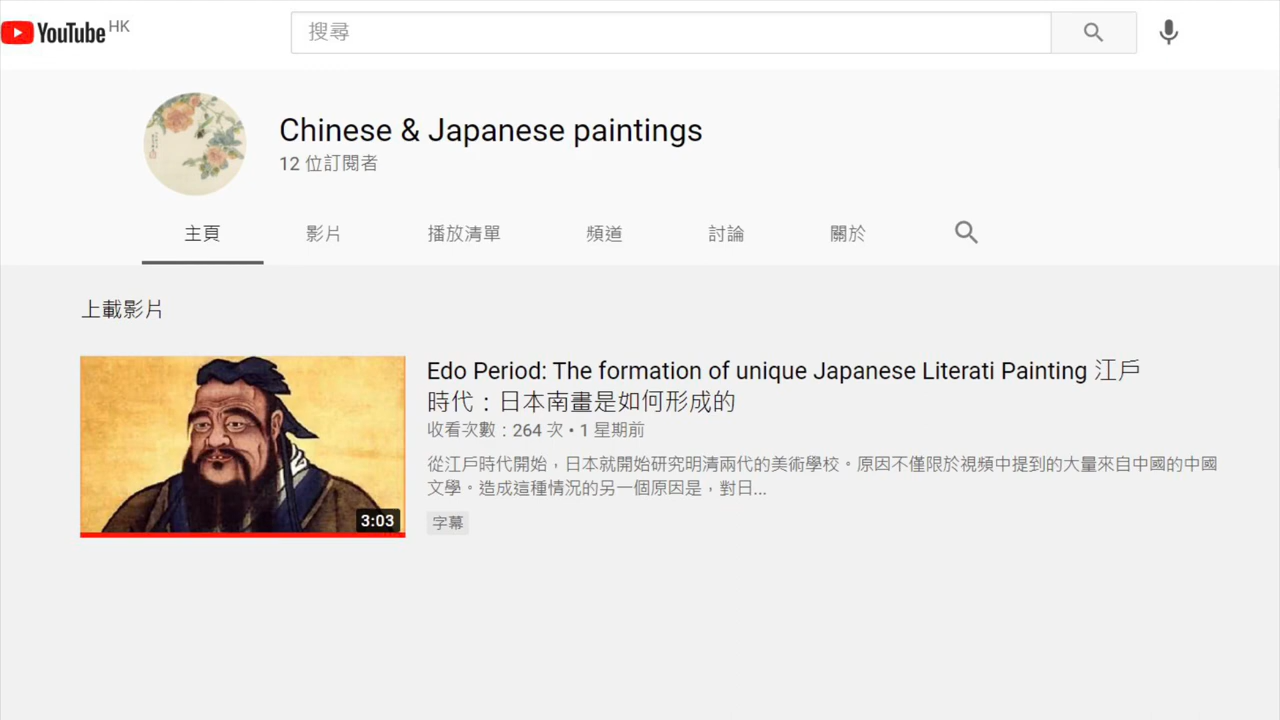 YouTube HK
搜尋
Chinese & Japanese paintings
12 位訂閱者
主頁 影片 播放清單 頻道 討論 關於
上載影片
Edo Period: The formation of unique Japanese Literati Painting 江戶
時代：日本南畫是如何形成的
收看次數：264 次 • 1 星期前
從江戶時代開始，日本就開始研究明清兩代的美術學校。原因不僅限於視頻中提到的大量來自中國的中國
文學。造成這種情況的另一個原因是，對日...
3:03
字幕